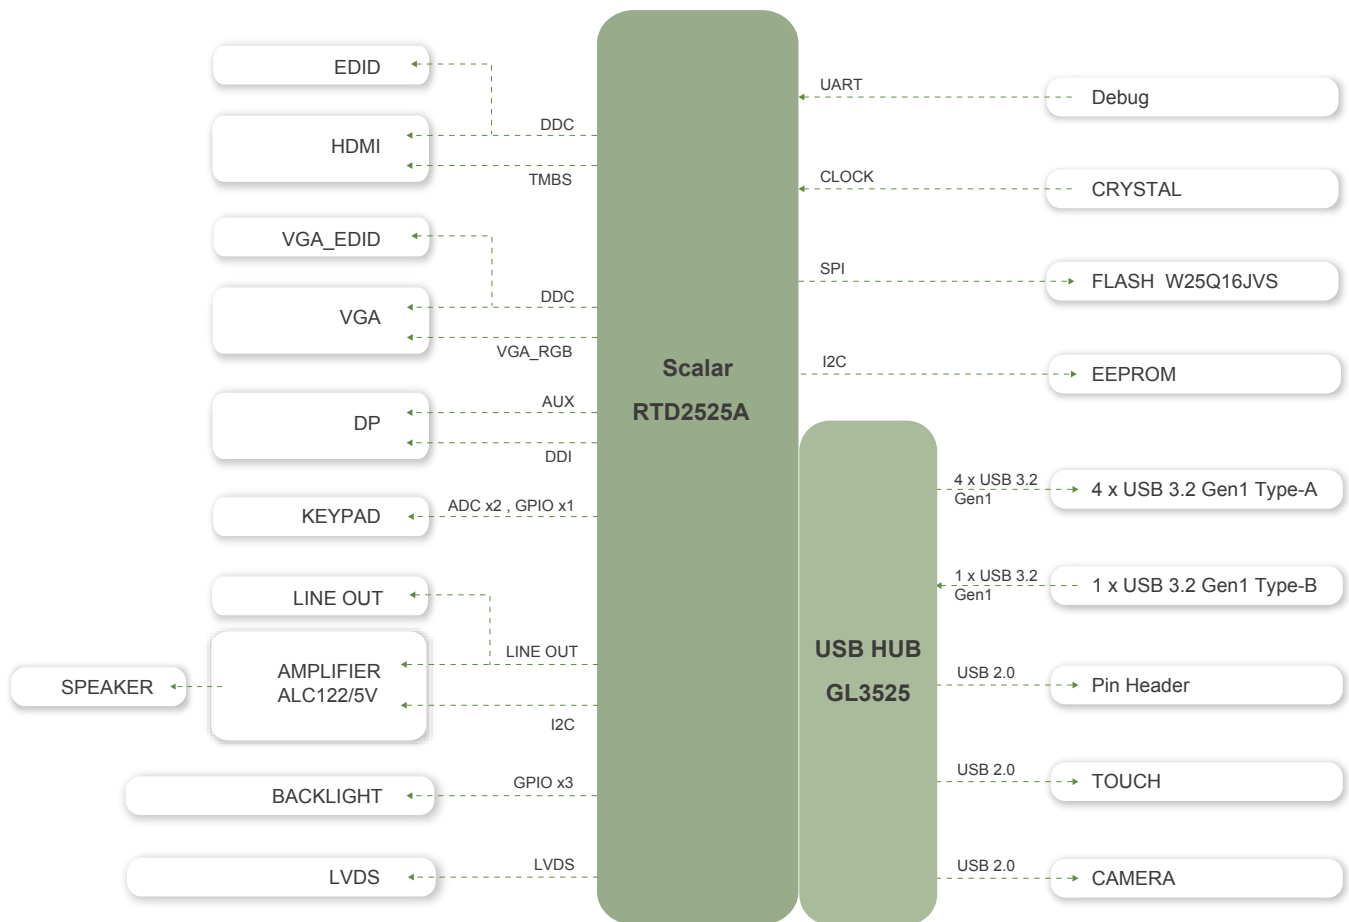 EDID
DDC
HDMI
TMBS
VGA_EDID
DDC
VGA
VGA_RGB
AUX
DP
DDI
ADC x2 , GPIO x1
KEYPAD
LINE OUT
LINE OUT
AMPLIFIER
ALC122/5V
SPEAKER
I2C
GPIO x3
BACKLIGHT
LVDS
LVDS
Scalar
RTD2525A
USB HUB
GL3525
UART
Debug
CLOCK
CRYSTAL
SPI
FLASH W25Q16JVS
I2C
EEPROM
4 x USB 3.2
Gen1
4 x USB 3.2 Gen1 Type-A
1 x USB 3.2
Gen1
1 x USB 3.2 Gen1 Type-B
USB 2.0
Pin Header
USB 2.0
TOUCH
USB 2.0
CAMERA